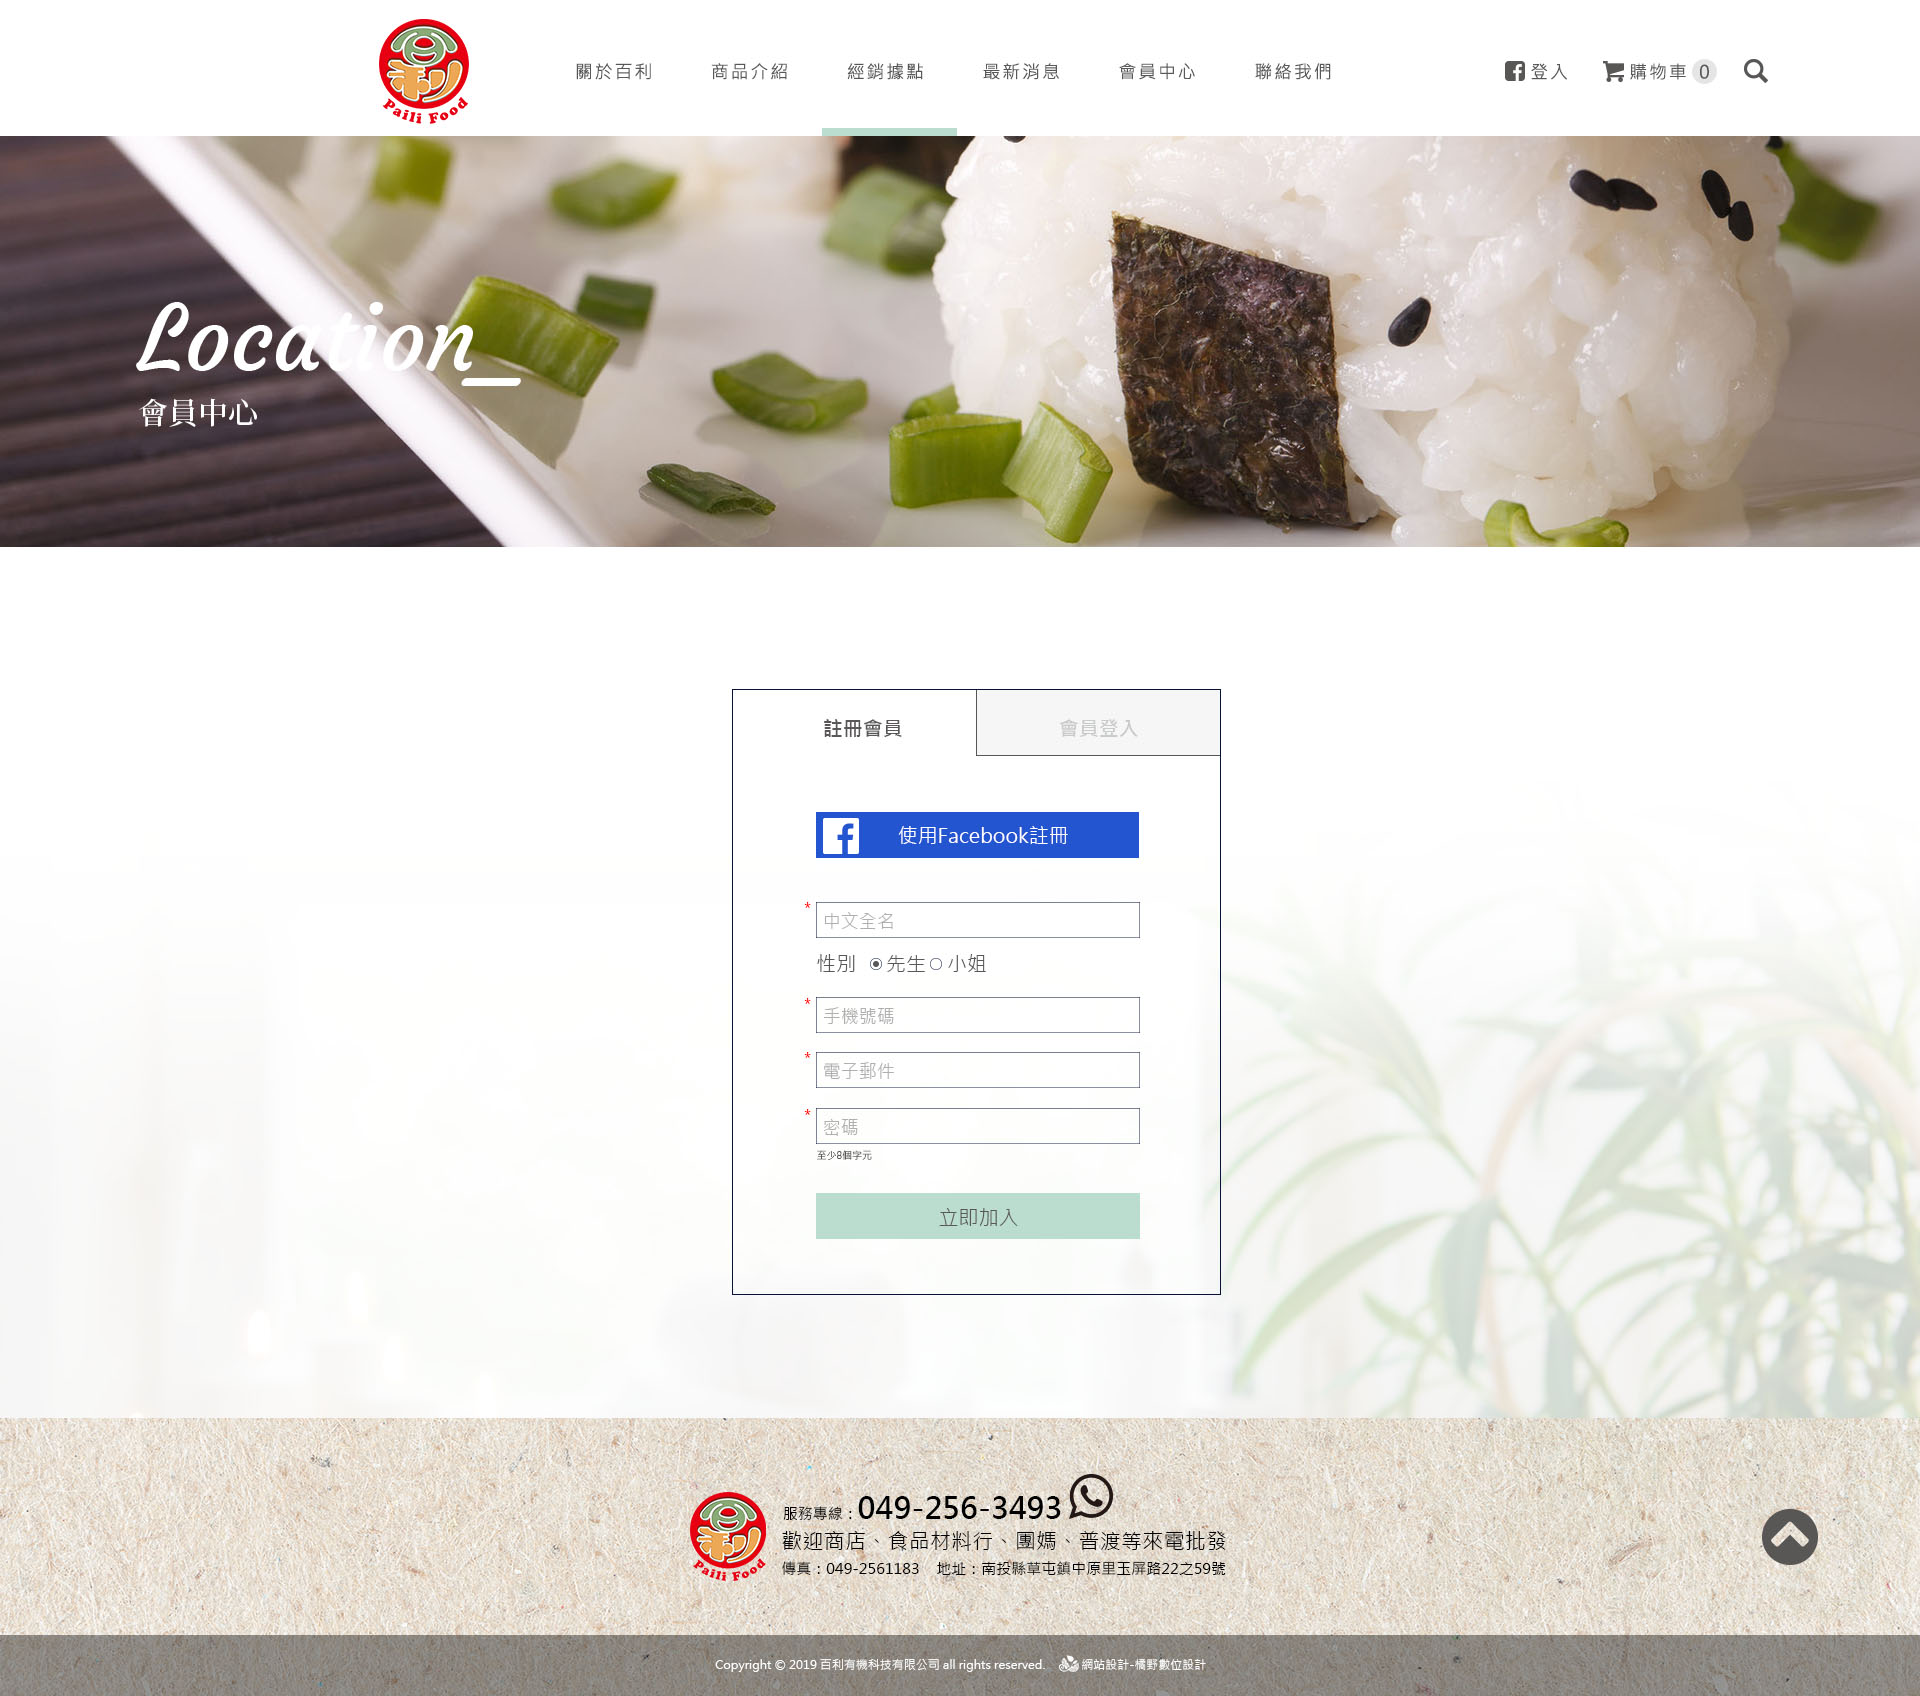 Paili Food
關於百利
商品介紹
經銷據點
最新消息
會員中心
聯絡我們
登入
購物車 0
Location_
會員中心
註冊會員
會員登入
使用Facebook註冊
* 中文全名
性別 先生 小姐
* 手機號碼
* 電子郵件
* 密碼
至少8個字元
立即加入
Paili Food
服務專線：049-256-3493
歡迎商店、食品材料行、團媽、普渡等來電批發
傳真：049-2561183 地址：南投縣草屯鎮中原里玉屏路22之59號
Copyright © 2019 百利有機科技有限公司 all rights reserved. 網站設計-橘野數位設計